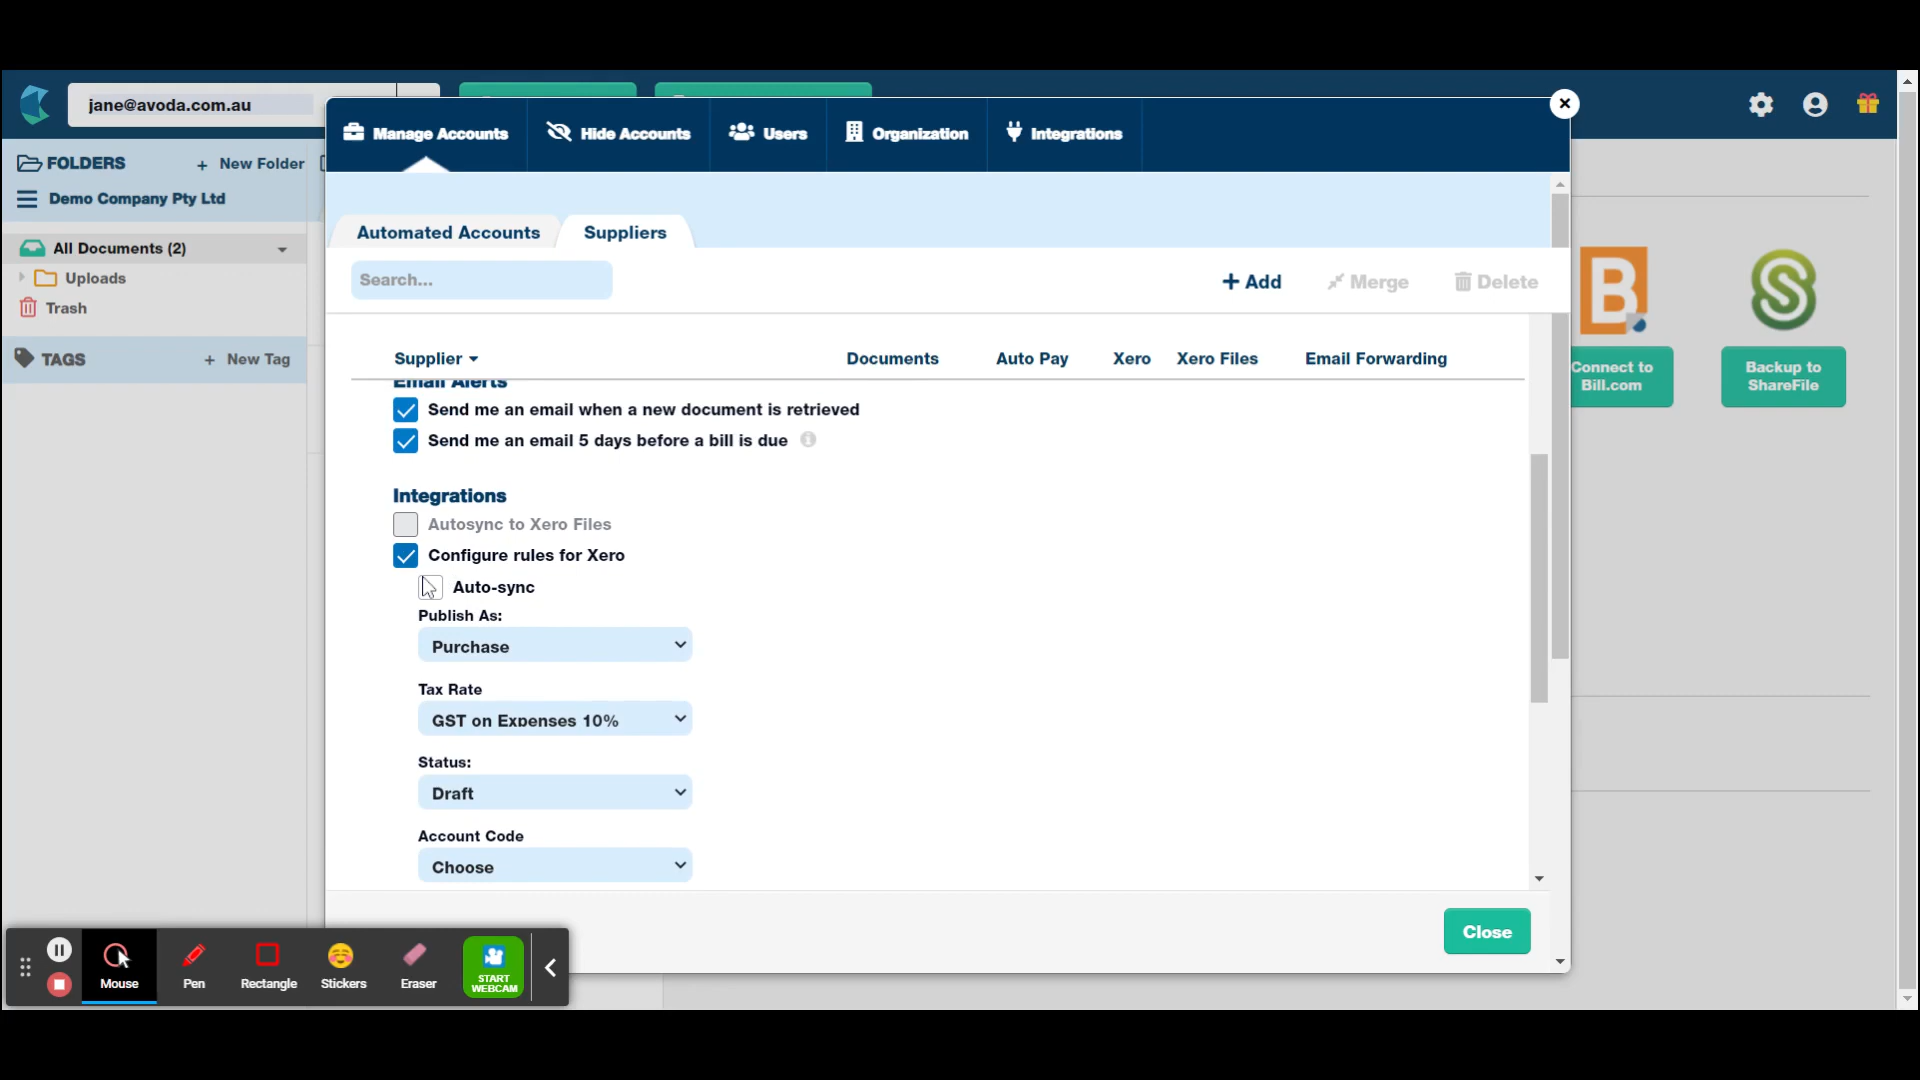 jane@avoda.com.au
Manage Accounts
Hide Accounts
Users
Organization
Integrations
FOLDERS
+ New Folder
Demo Company Pty Ltd
All Documents (2)
Uploads
Trash
TAGS
+ New Tag
Automated Accounts
Suppliers
Search...
+ Add
Merge
Delete
Supplier
Documents
Auto Pay
Xero
Xero Files
Email Forwarding
Email Alerts
Send me an email when a new document is retrieved
Send me an email 5 days before a bill is due
Integrations
Autosync to Xero Files
Configure rules for Xero
Auto-sync
Publish As:
Purchase
Tax Rate
GST on Expenses 10%
Status:
Draft
Account Code
Choose
Close
Connect to
Bill.com
Backup to
ShareFile
Mouse
Pen
Rectangle
Stickers
Eraser
START
WEBCAM